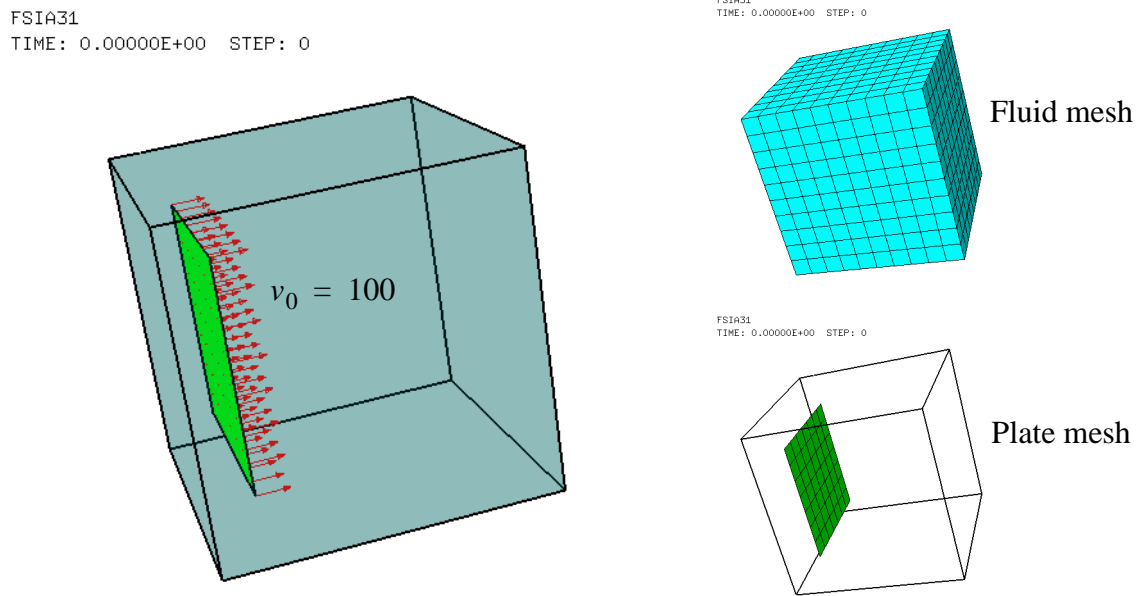 FSIA31
TIME: 0.00000E+00 STEP: 0
v0 = 100
FSIA31
TIME: 0.00000E+00 STEP: 0
Fluid mesh
FSIA31
TIME: 0.00000E+00 STEP: 0
Plate mesh